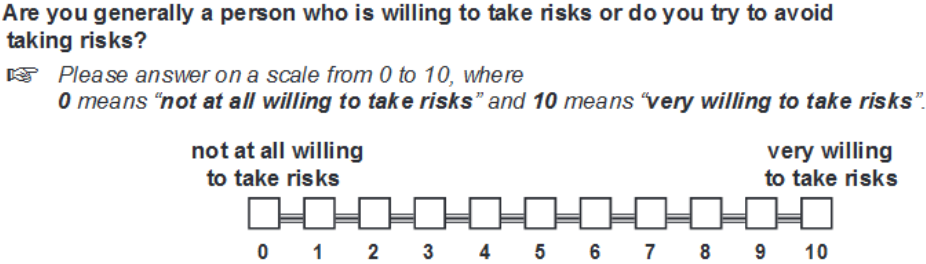 Are you generally a person who is willing to take risks or do you try to avoid
taking risks?
☞ Please answer on a scale from 0 to 10, where
0 means “not at all willing to take risks” and 10 means “very willing to take risks”.
not at all willing very willing
to take risks to take risks
0 1 2 3 4 5 6 7 8 9 10